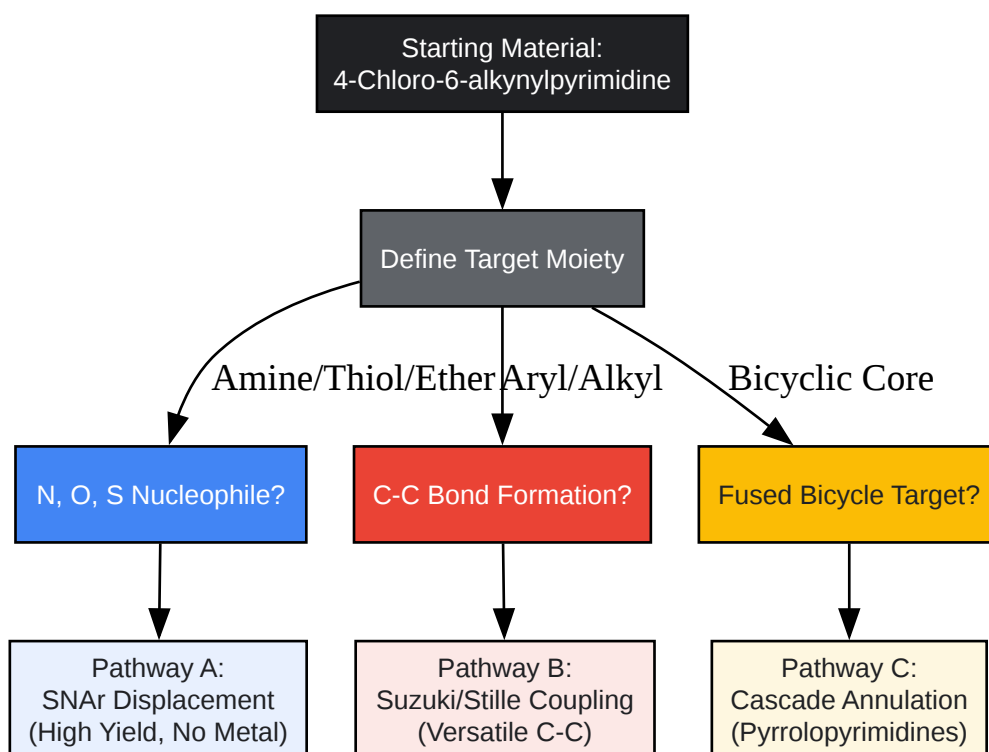 Starting Material:
4-Chloro-6-alkynylpyrimidine
Define Target Moiety
Amine/Thiol/Ether
Aryl/Alkyl
Bicyclic Core
N, O, S Nucleophile?
C-C Bond Formation?
Fused Bicycle Target?
Pathway A:
SNAr Displacement
(High Yield, No Metal)
Pathway B:
Suzuki/Stille Coupling
(Versatile C-C)
Pathway C:
Cascade Annulation
(Pyrrolopyrimidines)